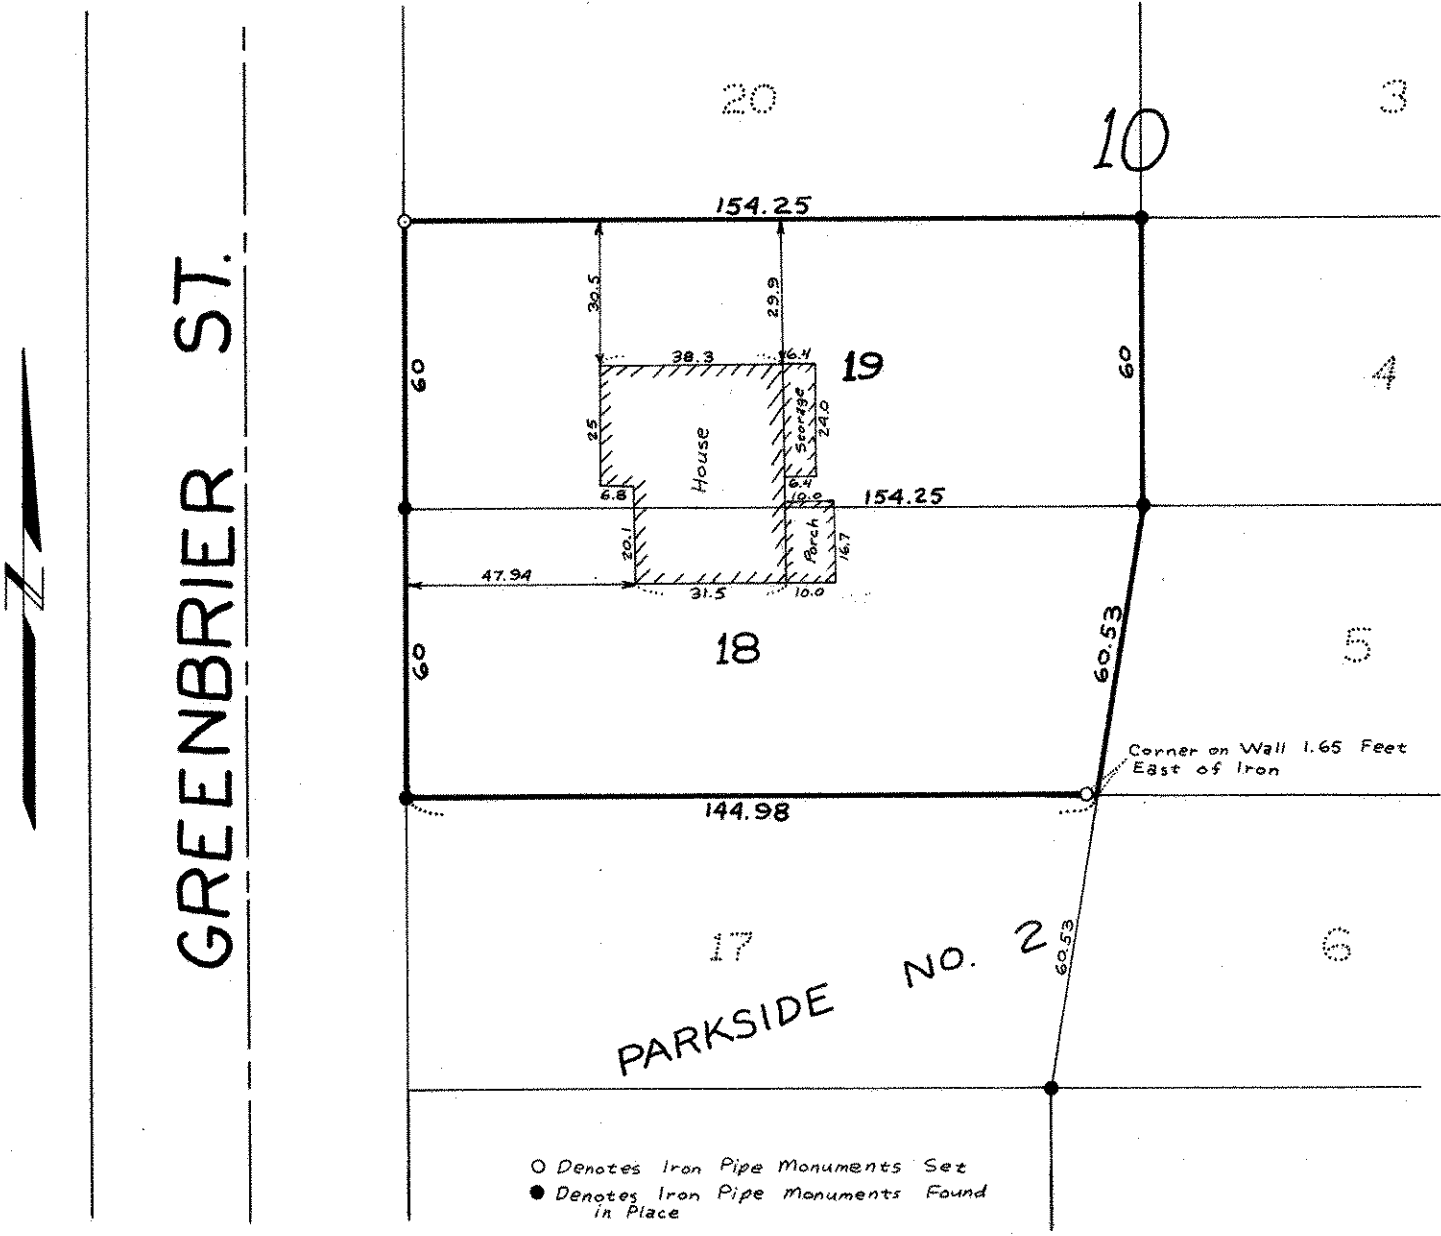 20
3
10
154.25
GREENBRIER ST.
30.5
29.9
38.3
6.4
19
60
60
4
25
House
Storage
24.0
6.8
6.4
10.0
154.25
20.1
Porch
16.7
47.94
31.5
10.0
N
18
60
60.53
5
Corner on Wall 1.65 Feet
East of Iron
144.98
17
PARKSIDE NO. 2
60.53
6
Denotes Iron Pipe Monuments Set
Denotes Iron Pipe Monuments Found
in Place